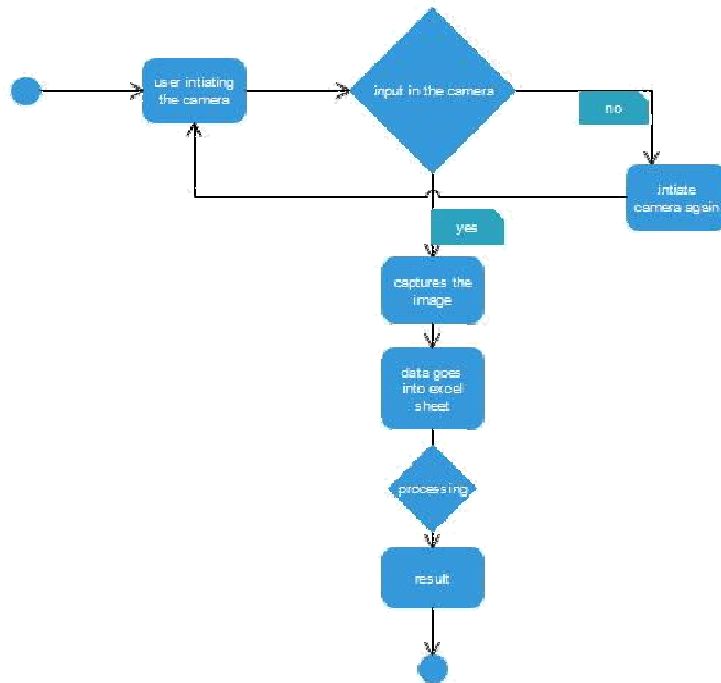 user intiating
the camera
input in the camera
no
intiate
camera again
yes
captures the
image
data goes
into excel
sheet
processing
result